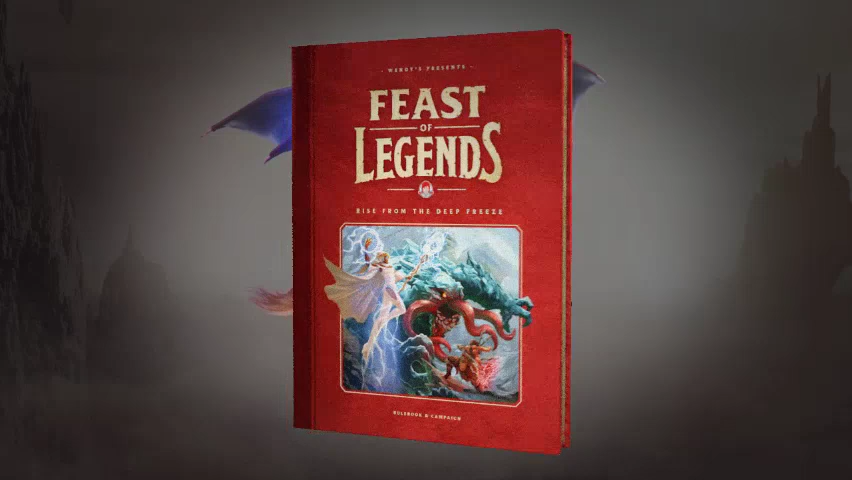 WENDY'S PRESENTS
FEAST
OF
LEGENDS
RISE FROM THE DEEP FREEZE
RULEBOOK & CAMPAIGN